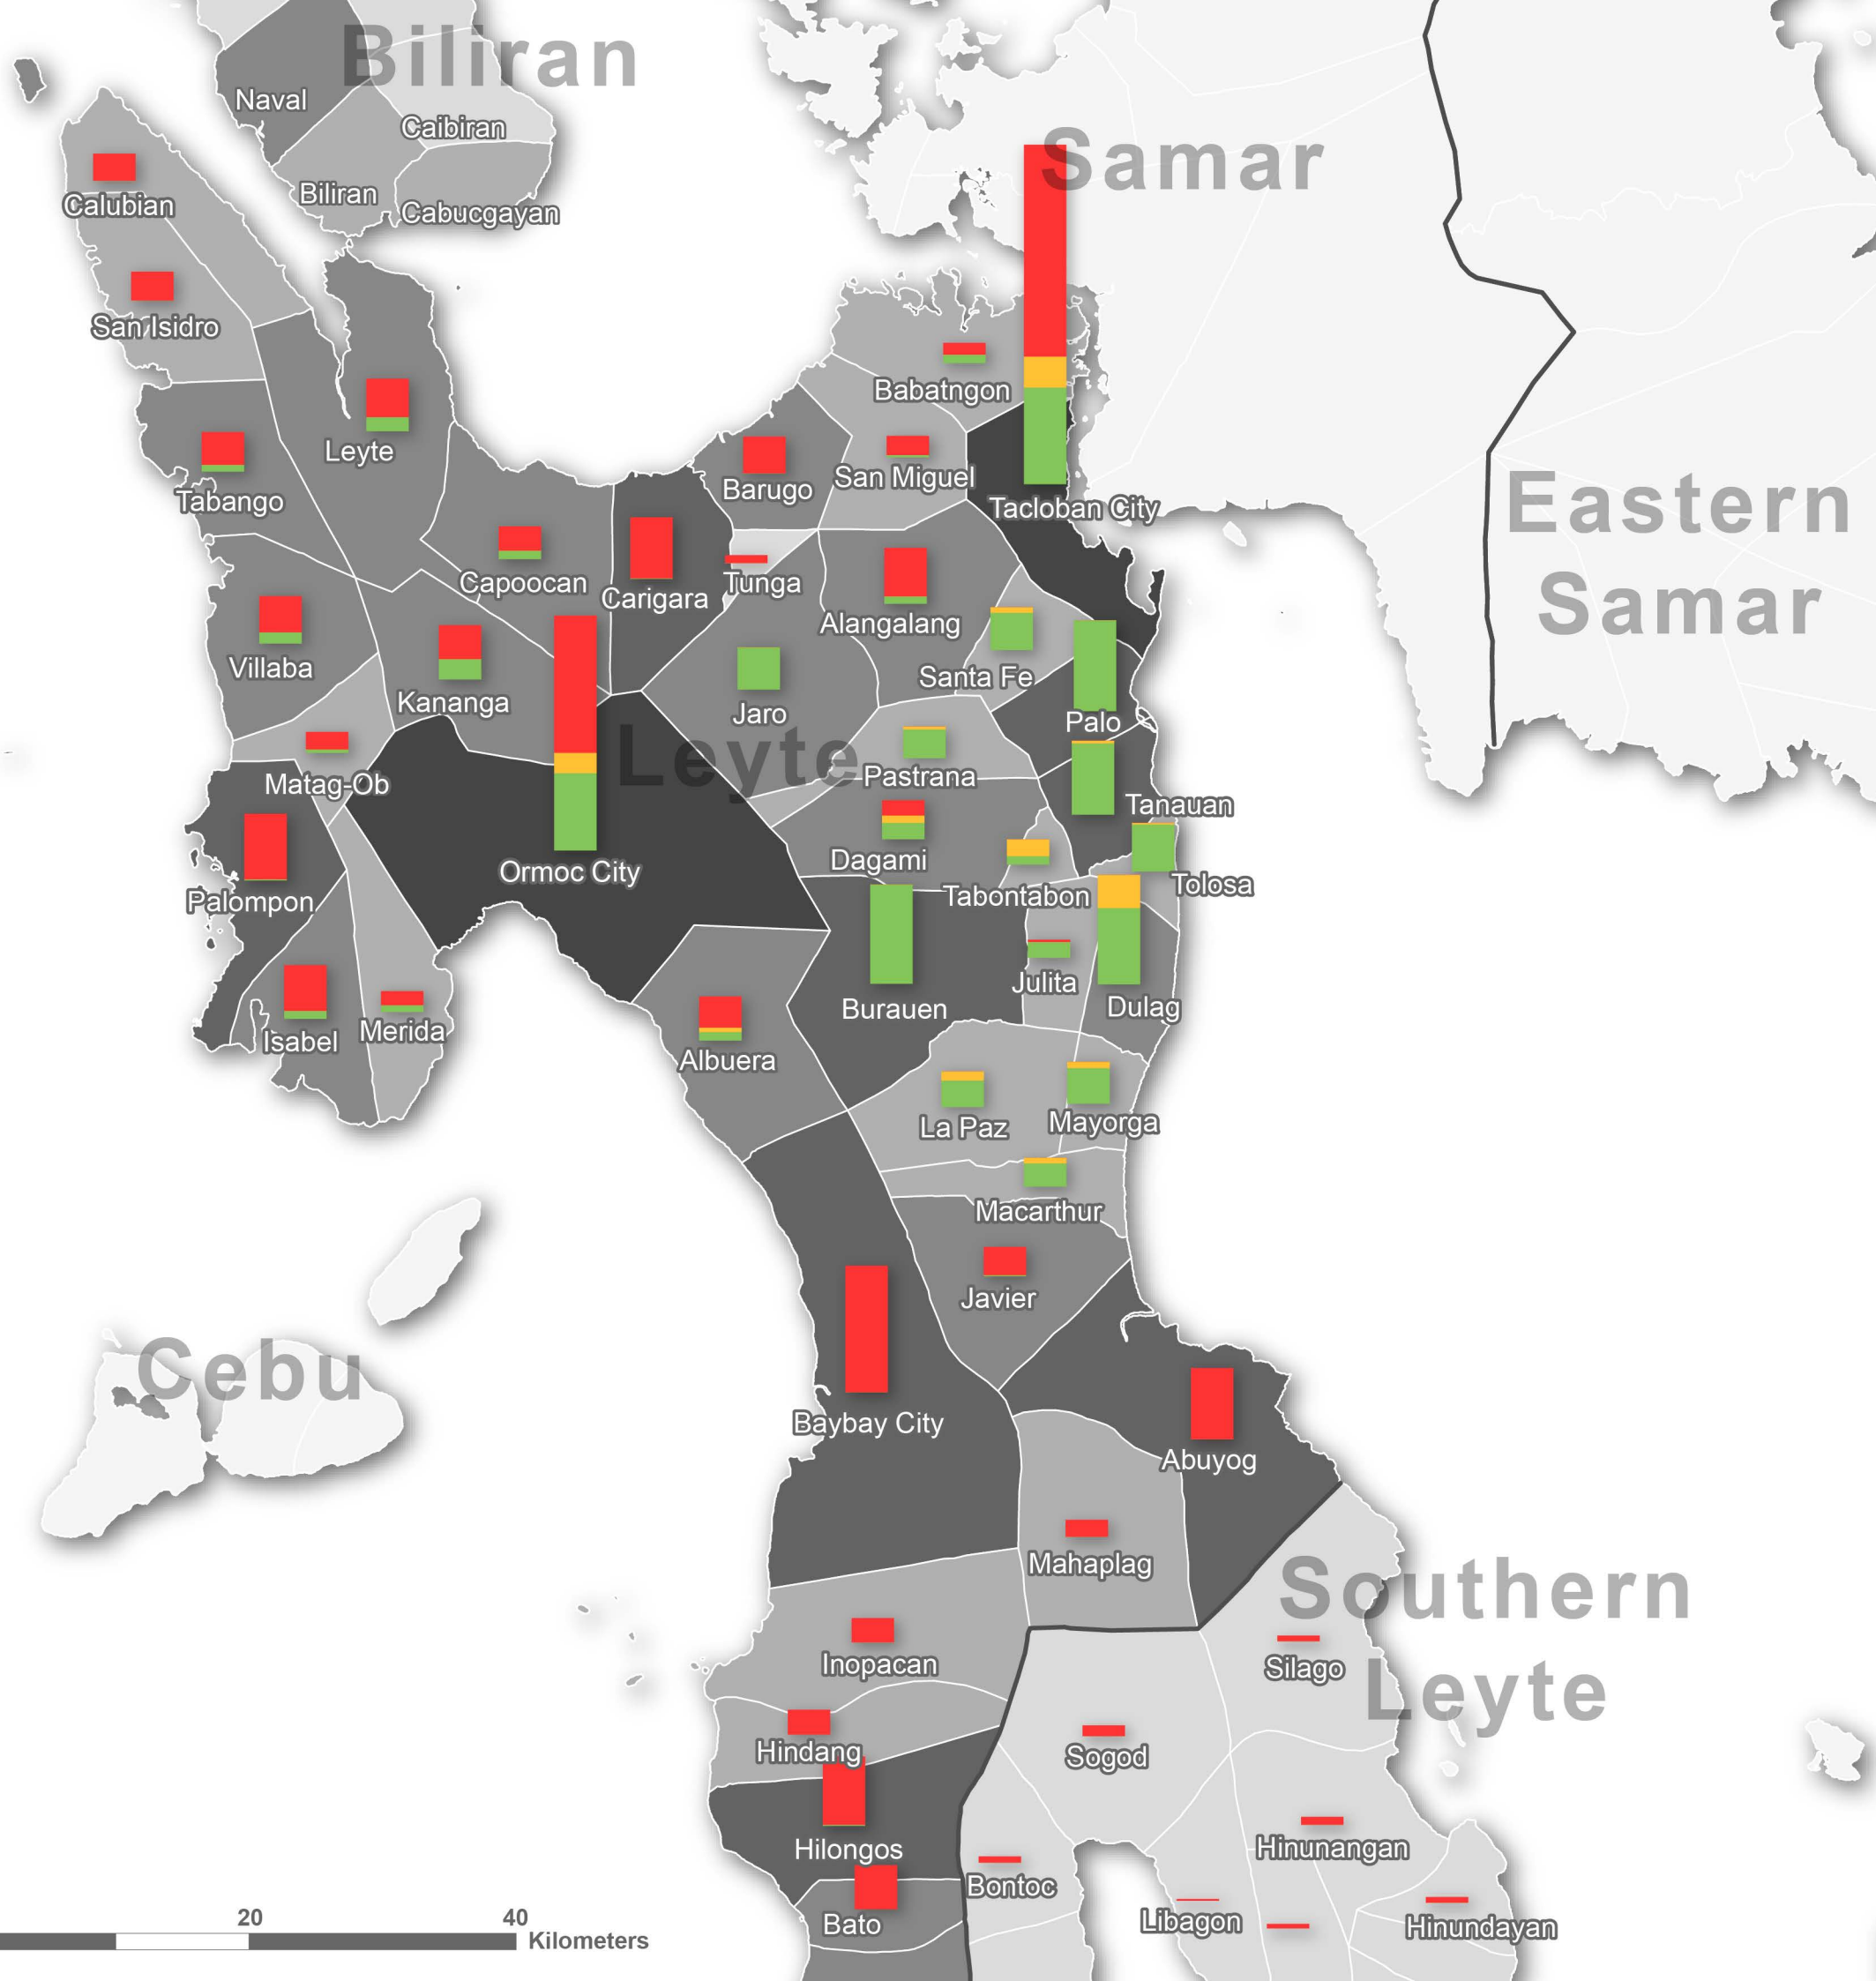 Biliran
Naval
Caibiran
Biliran
Cabucgayan
Samar
Calubian
San Isidro
Babatngon
Leyte
Tabango
Barugo
San Miguel
Tacloban City
Eastern
Samar
Capoocan
Carigara
Tunga
Alangalang
Villaba
Kananga
Santa Fe
Jaro
Palo
Leyte
Matag-Ob
Pastrana
Tanauan
Ormoc City
Dagami
Tabontabon
Tolosa
Palompon
Burauen
Julita
Dulag
Isabel
Merida
Albuera
La Paz
Mayorga
Macarthur
Javier
Cebu
Baybay City
Abuyog
Mahaplag
Southern
Leyte
Inopacan
Silago
Hindang
Sogod
Hilongos
Hinunangan
Bontoc
Bato
Libagon
Hinundayan
20
40
Kilometers